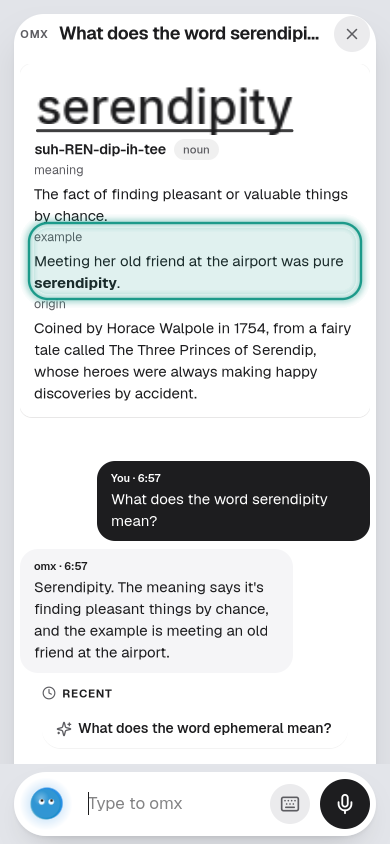 OMX What does the word serendipi...
serendipity
suh-REN-dip-ih-tee noun
meaning
The fact of finding pleasant or valuable things
by chance.
example
Meeting her old friend at the airport was pure
serendipity.
origin
Coined by Horace Walpole in 1754, from a fairy
tale called The Three Princes of Serendip,
whose heroes were always making happy
discoveries by accident.
You · 6:57
What does the word serendipity
mean?
omx · 6:57
Serendipity. The meaning says it's
finding pleasant things by chance,
and the example is meeting an old
friend at the airport.
RECENT
What does the word ephemeral mean?
Type to omx